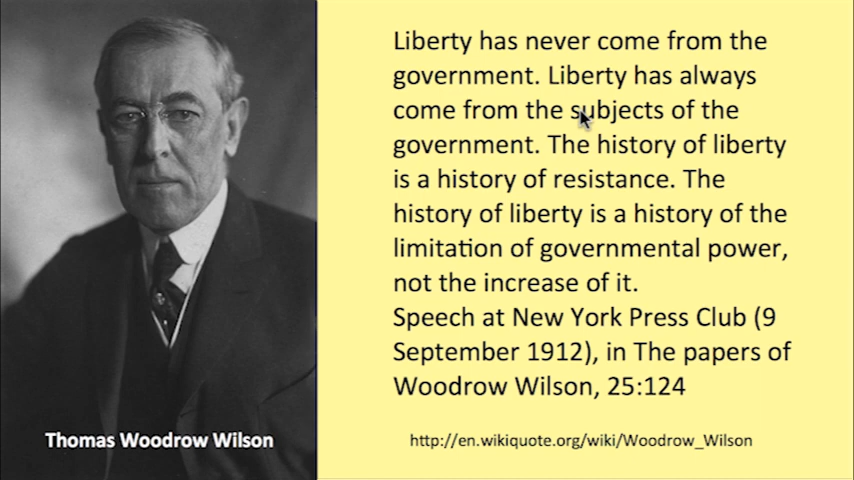 Liberty has never come from the
government. Liberty has always
come from the subjects of the
government. The history of liberty
is a history of resistance. The
history of liberty is a history of the
limitation of governmental power,
not the increase of it.
Speech at New York Press Club (9
September 1912), in The papers of
Woodrow Wilson, 25:124
Thomas Woodrow Wilson
http://en.wikiquote.org/wiki/Woodrow_Wilson